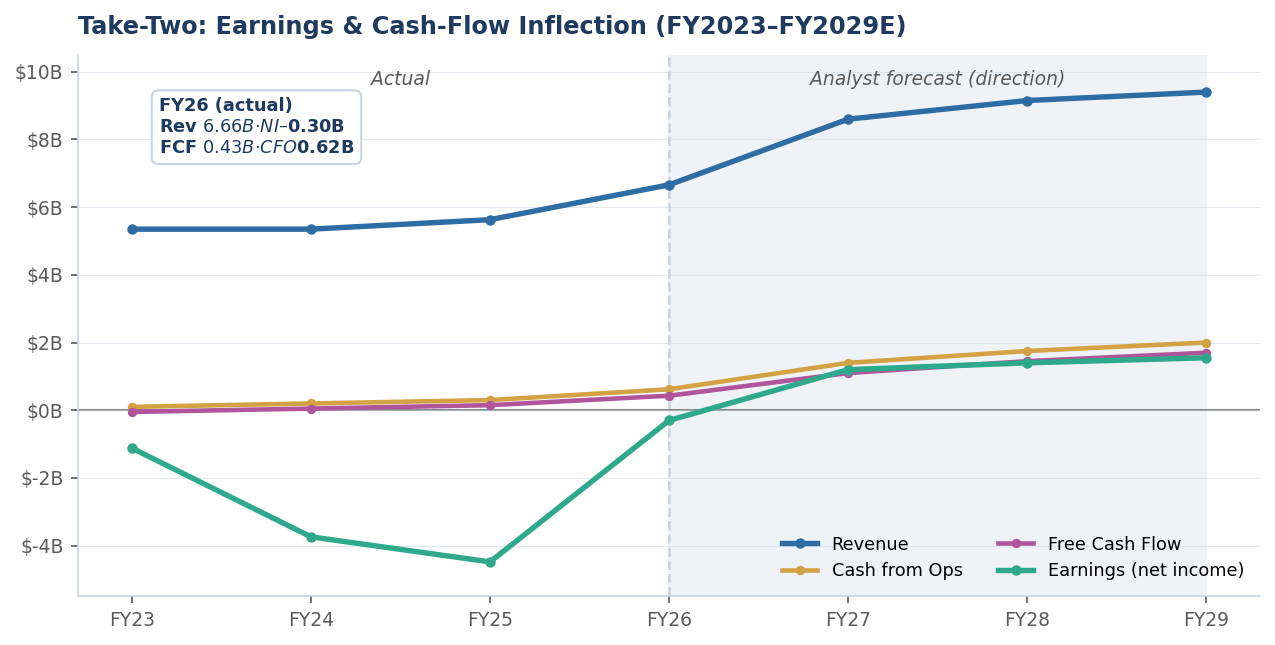 Take-Two: Earnings & Cash-Flow Inflection (FY2023–FY2029E)
Actual
Analyst forecast (direction)
FY26 (actual)
Rev 6.66B·NI–0.30B
FCF 0.43B·CFO0.62B
$10B
$8B
$6B
$4B
$2B
$0B
$-2B
$-4B
Revenue
Cash from Ops
Free Cash Flow
Earnings (net income)
FY23
FY24
FY25
FY26
FY27
FY28
FY29